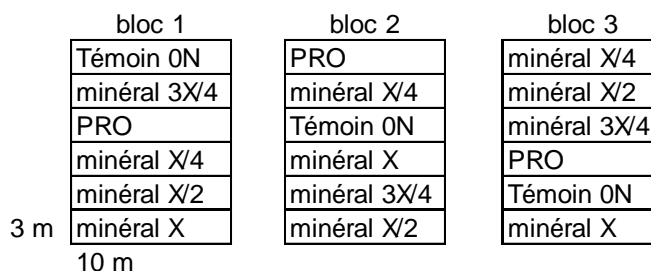 bloc 1 bloc 2 bloc 3
Témoin 0N PRO minéral X/4
minéral 3X/4 minéral X/4 minéral X/2
PRO Témoin 0N minéral 3X/4
minéral X/4 minéral X PRO
minéral X/2 minéral 3X/4 Témoin 0N
3 m minéral X minéral X/2 minéral X
10 m